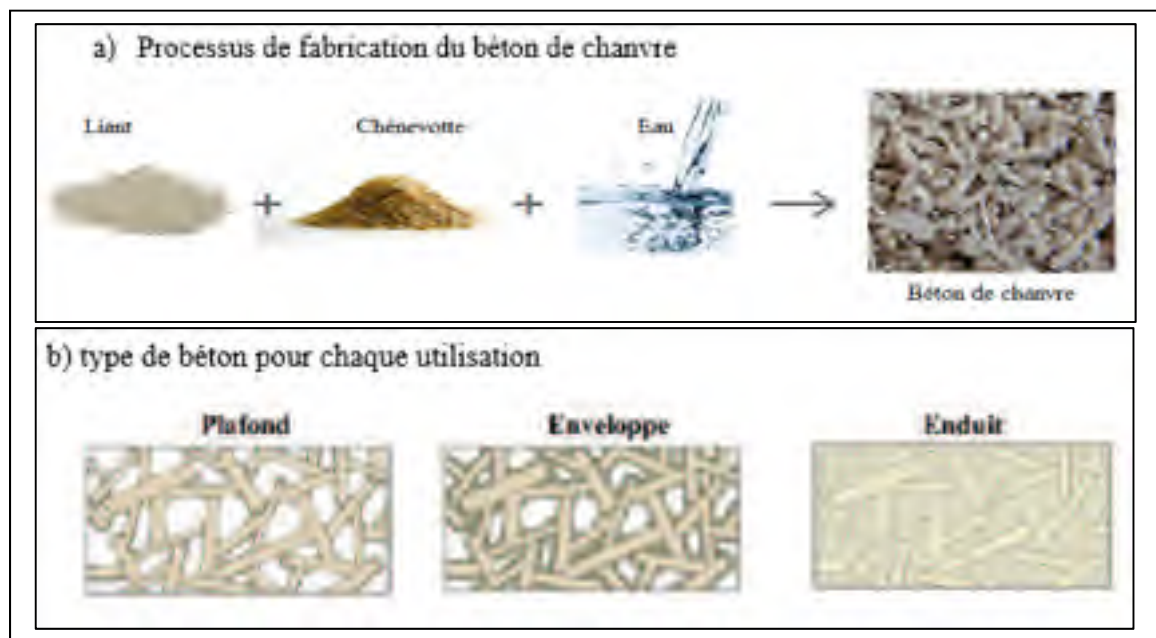 a) Processus de fabrication du béton de chanvre
Liant
Chénevotte
Eau
+
+
→
Béton de chanvre
b) type de béton pour chaque utilisation
Plafond
Enveloppe
Enduit